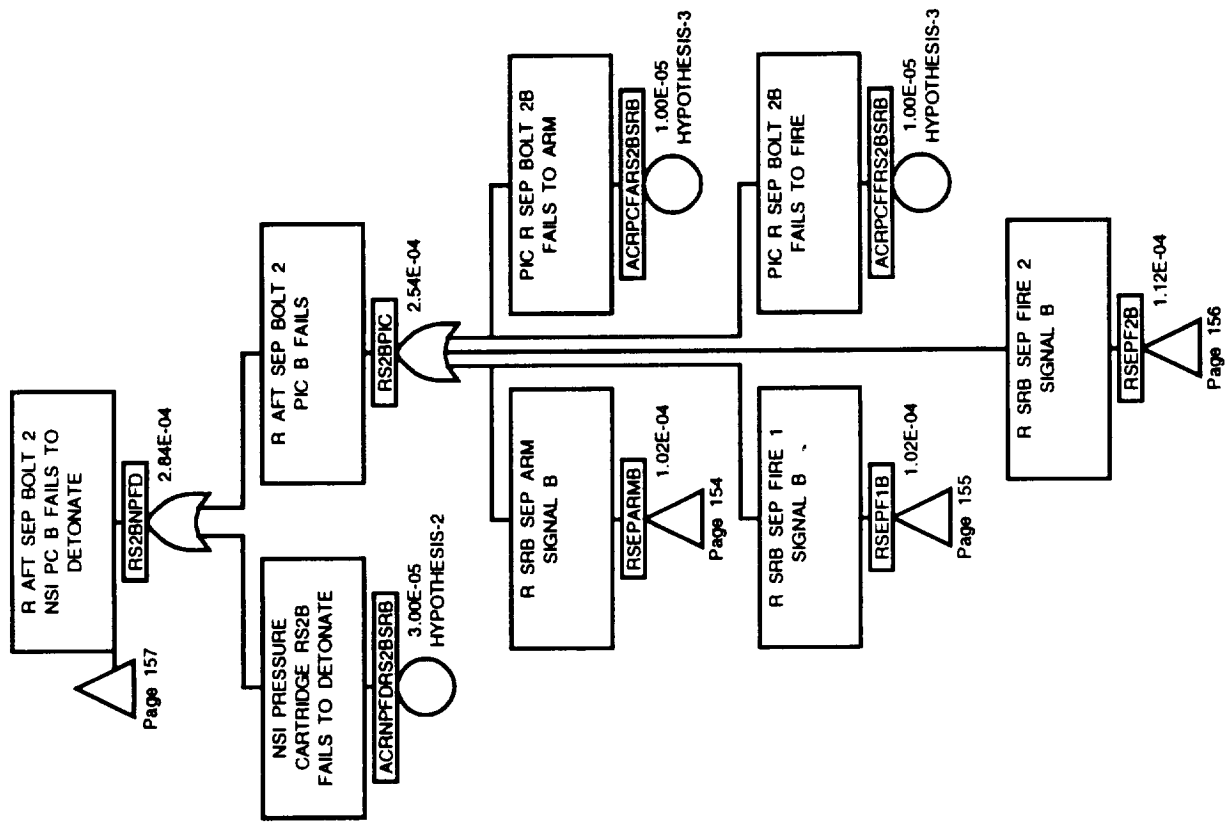 R AFT SEP BOLT 2
NSI PC B FAILS TO
DETONATE
RS2BNPFD
2.84E-04
Page 157
NSI PRESSURE
CARTRIDGE RS2B
FAILS TO DETONATE
ACRNPFDRS2BSRB
3.00E-05
HYPOTHESIS-2
R AFT SEP BOLT 2
PIC B FAILS
RS2BPIC
2.54E-04
R SRB SEP ARM
SIGNAL B
RSEPARMB
1.02E-04
Page 154
PIC R SEP BOLT 2B
FAILS TO ARM
ACRPCFARS2BSRB
1.00E-05
HYPOTHESIS-3
R SRB SEP FIRE 1
SIGNAL B
RSEPF1B
1.02E-04
Page 155
PIC R SEP BOLT 2B
FAILS TO FIRE
ACRPCFFRS2BSRB
1.00E-05
HYPOTHESIS-3
R SRB SEP FIRE 2
SIGNAL B
RSEPF2B
1.12E-04
Page 156